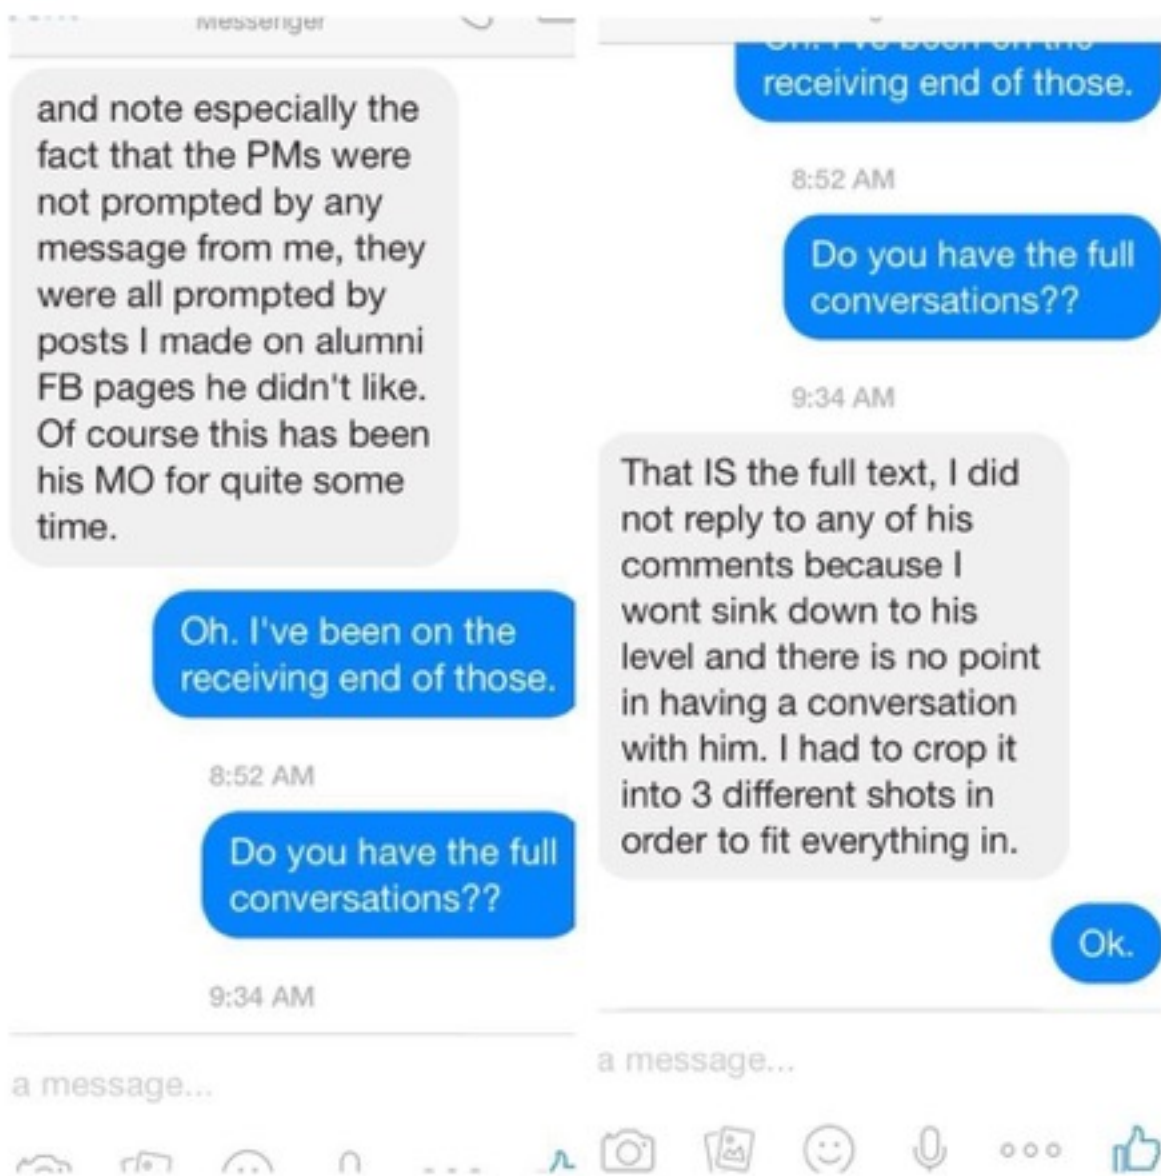 Messenger
and note especially the
fact that the PMs were
not prompted by any
message from me, they
were all prompted by
posts I made on alumni
FB pages he didn't like.
Of course this has been
his MO for quite some
time.
Oh. I've been on the
receiving end of those.
8:52 AM
Do you have the full
conversations??
9:34 AM
a message...
Oh. I've been on the
receiving end of those.
8:52 AM
Do you have the full
conversations??
9:34 AM
That IS the full text, I did
not reply to any of his
comments because I
wont sink down to his
level and there is no point
in having a conversation
with him. I had to crop it
into 3 different shots in
order to fit everything in.
Ok.
a message...